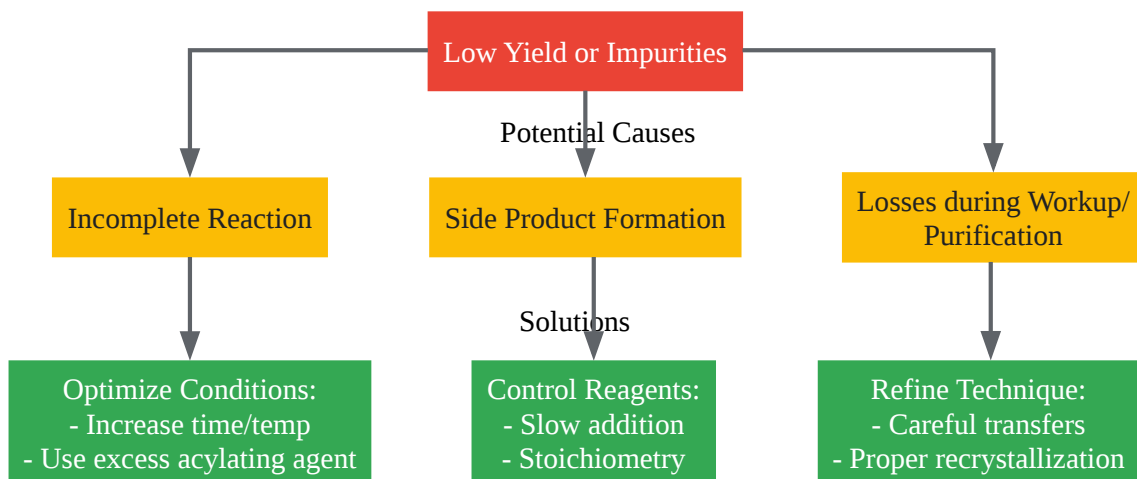 Low Yield or Impurities
Potential Causes
Incomplete Reaction
Side Product Formation
Losses during Workup/
Purification
Solutions
Optimize Conditions:
- Increase time/temp
- Use excess acylating agent
Control Reagents:
- Slow addition
- Stoichiometry
Refine Technique:
- Careful transfers
- Proper recrystallization